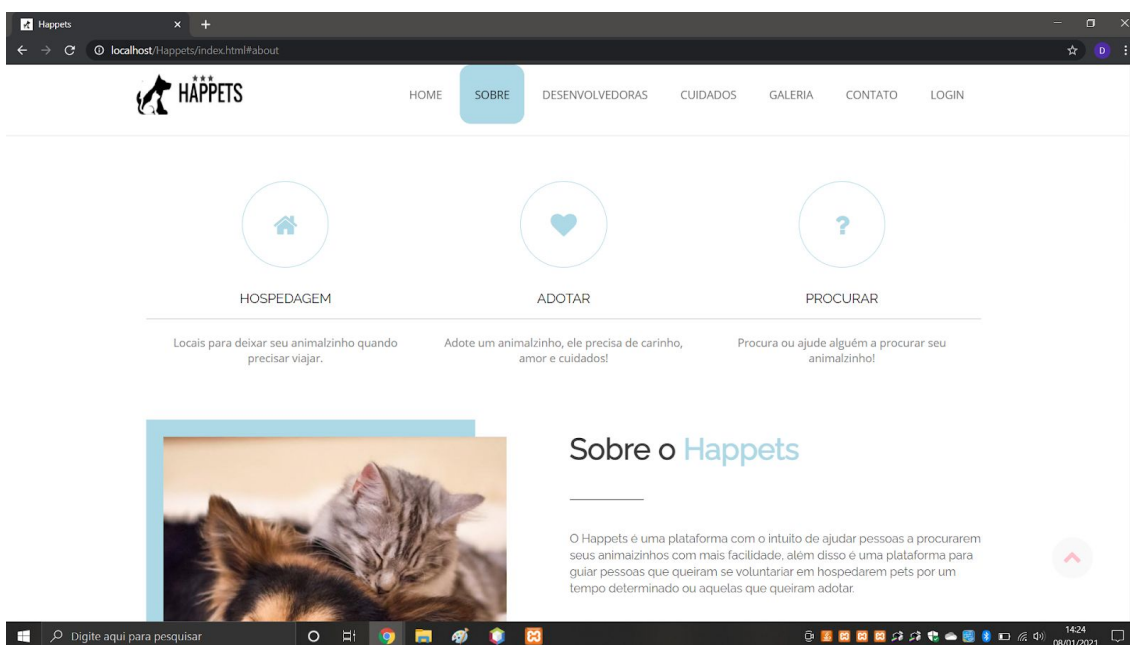 Happets
localhost/Happets/index.html#about
D
HAPPETS
HOME SOBRE DESENVOLVEDORAS CUIDADOS GALERIA CONTATO LOGIN
HOSPEDAGEM
Locais para deixar seu animalzinho quando
precisar viajar.
ADOTAR
Adote um animalzinho, ele precisa de carinho,
amor e cuidados!
?
PROCURAR
Procura ou ajude alguém a procurar seu
animalzinho!
Sobre o Happets
O Happets é uma plataforma com o intuito de ajudar pessoas a procurarem
seus animaizinhos com mais facilidade, além disso é uma plataforma para
guiar pessoas que queiram se voluntariar em hospedarem pets por um
tempo determinado ou aquelas que queiram adotar.
Digite aqui para pesquisar
14:24
08/01/2021